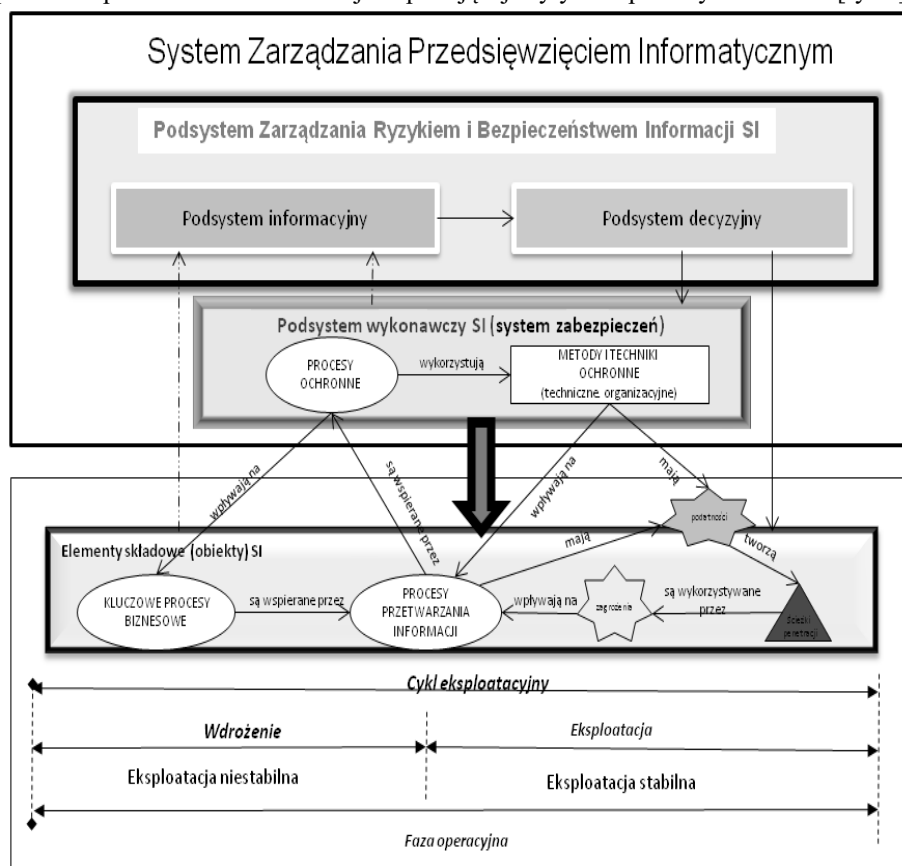 System Zarządzania Przedsięwzięciem Informatycznym
Podsystem Zarządzania Ryzykiem i Bezpieczeństwem Informacji SI
Podsystem informacyjny
Podsystem decyzyjny
Podsystem wykonawczy SI (system zabezpieczeń)
PROCESY
OCHRONNE
wykorzystują
METODY I TECHNIKI
OCHRONNE
(techniczne, organizacyjne)
wpływają na
są wspierane przez
wpływają na
mają
podatności
tworzą
Elementy składowe (obiekty) SI
mają
KLUCZOWE PROCESY
BIZNESOWE
są wspierane przez
PROCESY
PRZETWARZANIA
INFORMACJI
wpływają na
zagrożenia
są wykorzystywane
przez
Ścieżki
penetracji
Cykl eksploatacyjny
Wdrożenie
Eksploatacja
Eksploatacja niestabilna
Eksploatacja stabilna
Faza operacyjna